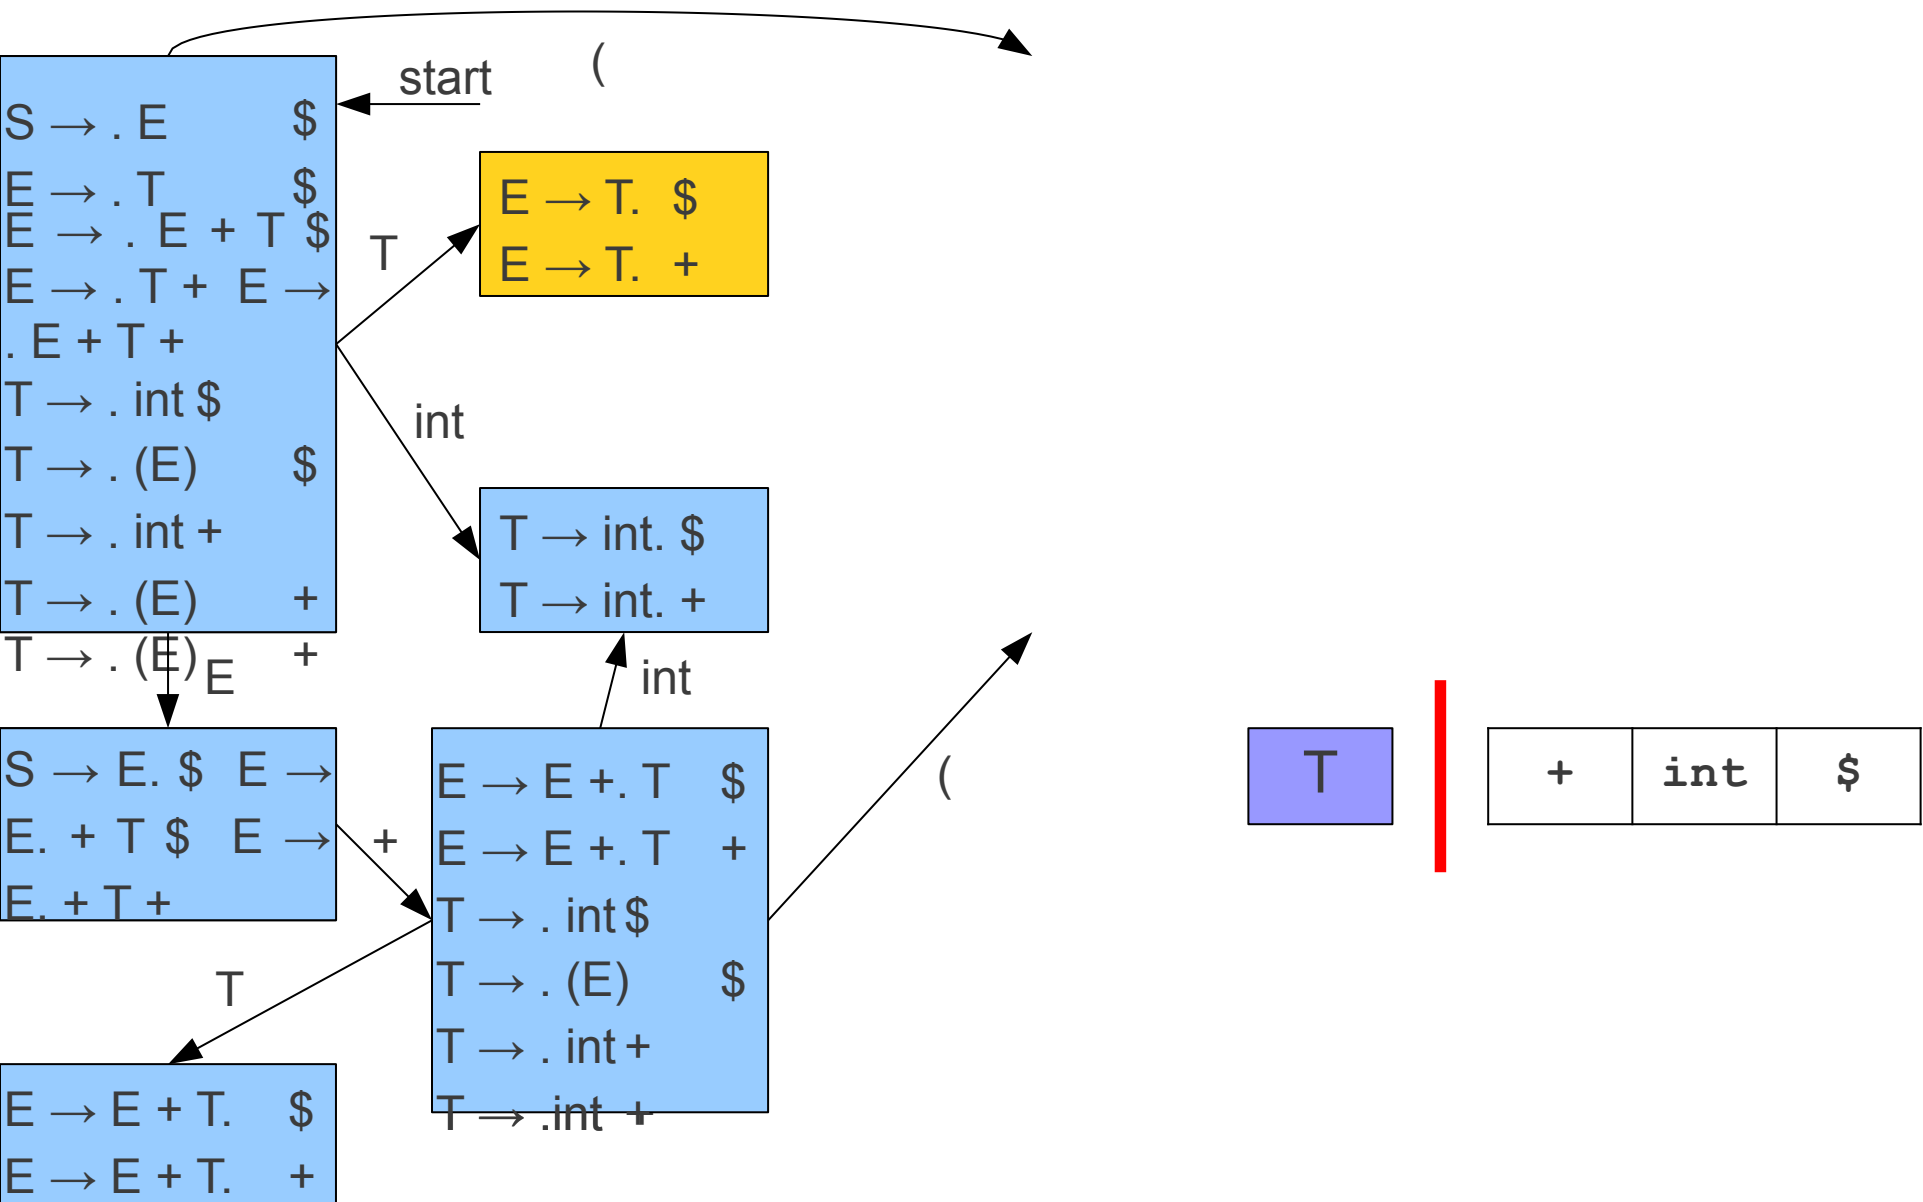 (
start
S → . E $
E → . T $
E → . E + T $
E → . T + E →
. E + T +
T → . int $
T → . (E) $
T → . int +
T → . (E) +
T → . (E) +
T
E → T. $
E → T. +
int
T → int. $
T → int. +
E
int
S → E. $ E →
E. + T $ E →
E. + T +
+
E → E +. T $
E → E +. T +
T → . int $
T → . (E) $
T → . int +
T → .int +
(
T
+ int $
T
E → E + T. $
E → E + T. +